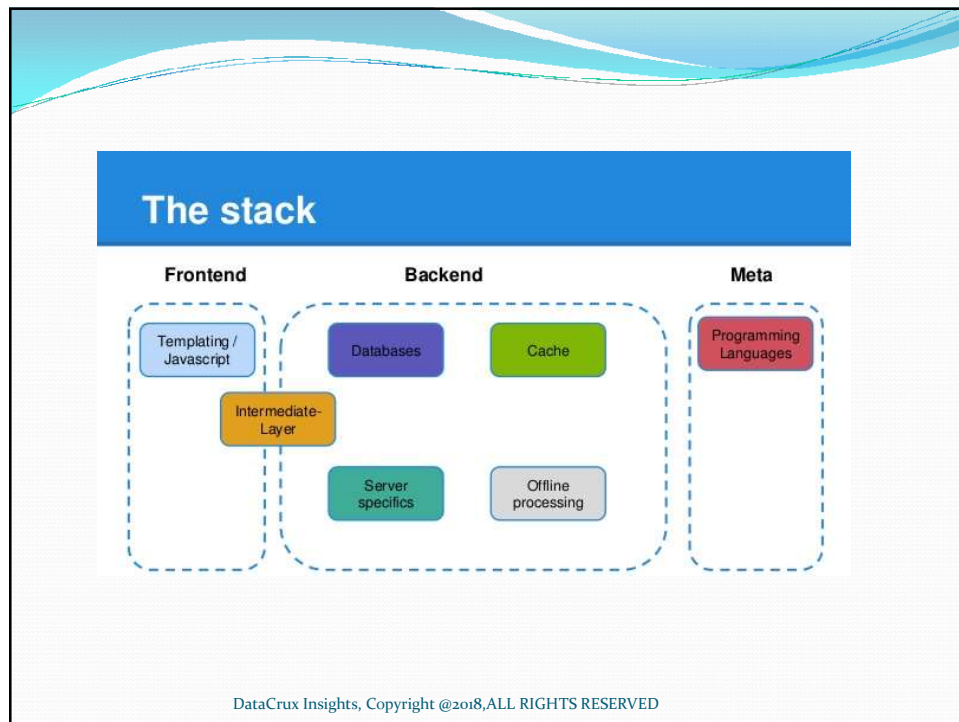 The stack
Frontend
Backend
Meta
Templating /
Javascript
Databases
Cache
Programming
Languages
Intermediate-
Layer
Server
specifics
Offline
processing
DataCrux Insights, Copyright @2018,ALL RIGHTS RESERVED